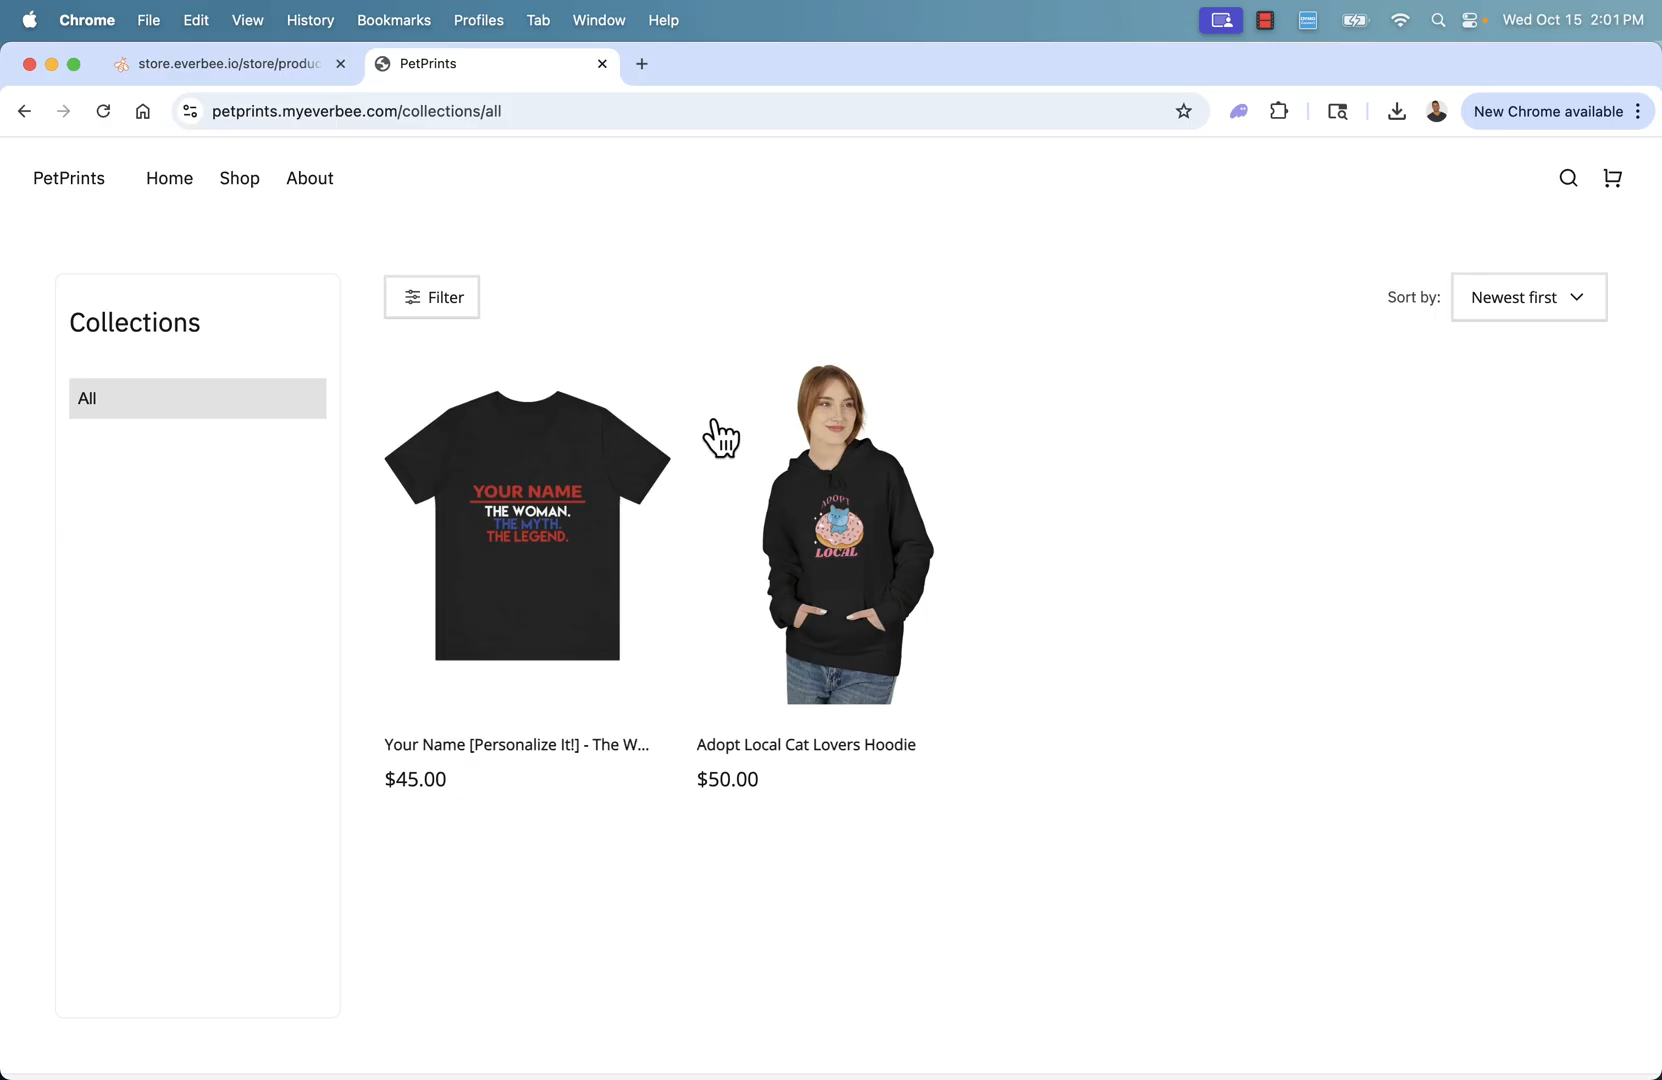 Chrome File Edit View History Bookmarks Profiles Tab Window Help Wed Oct 15 2:01 PM
store.everbee.io/store/produc PetPrints
petprints.myeverbee.com/collections/all New Chrome available
PetPrints Home Shop About
Collections
All
Filter
Sort by: Newest first
YOUR NAME
THE WOMAN.
THE MYTH.
THE LEGEND.
ADOPT
LOCAL
Your Name [Personalize It!] - The W...
$45.00
Adopt Local Cat Lovers Hoodie
$50.00